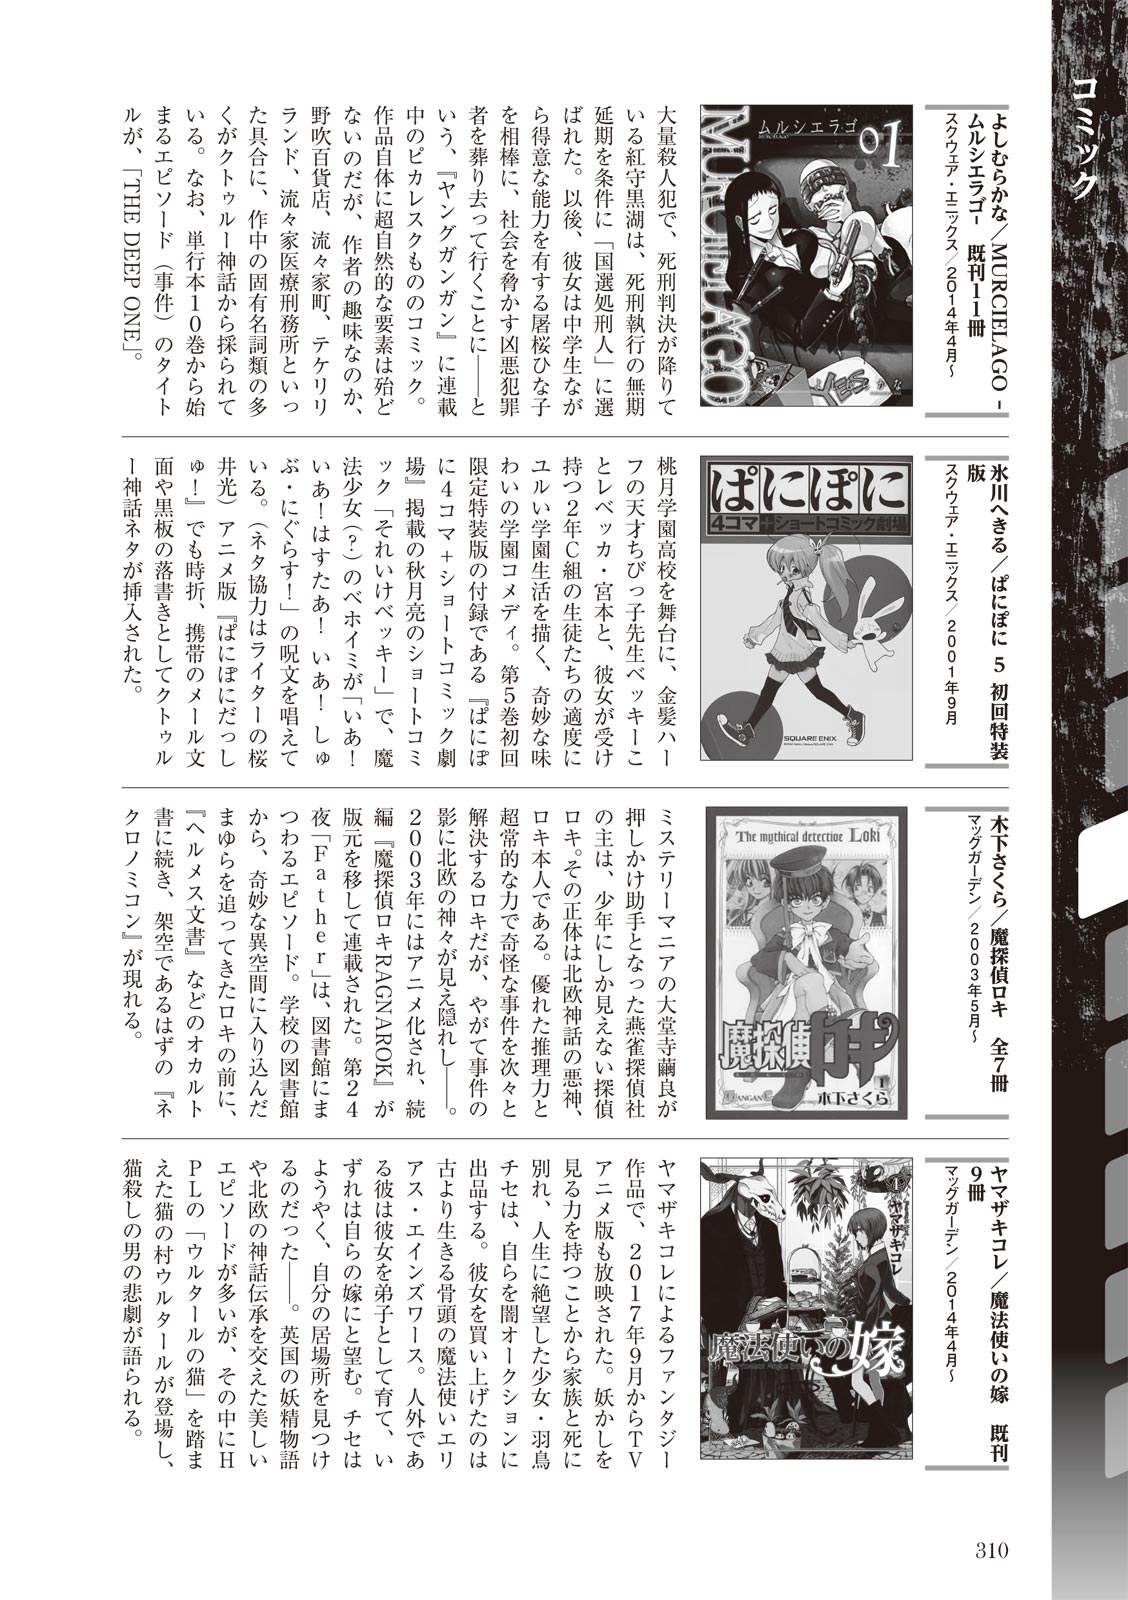 コミック
よしむらかな／MURCIELAGO -
ムルシエラゴ-　既刊11冊
スクウェア・エニックス／2014年4月〜
ムルシエラゴ
01
MURCIELAGO
YES!
かな
大量殺人犯で、死刑判決が降りて
いる紅守黒湖は、死刑執行の無期
延期を条件に「国選処刑人」に選
ばれた。以後、彼女は中学生なが
ら得意な能力を有する屠桜ひな子
を相棒に、社会を脅かす凶悪犯罪
者を葬り去って行くことに――と
いう、『ヤングガンガン』に連載
中のピカレスクもののコミック。
作品自体に超自然的な要素は殆ど
ないのだが、作者の趣味なのか、
野吹百貨店、流々家町、テケリリ
ランド、流々家医療刑務所といっ
た具合に、作中の固有名詞類の多
くがクトゥルー神話から採られて
いる。なお、単行本10巻から始
まるエピソード（事件）のタイト
ルが、「THE DEEP ONE」。
氷川へきる／ぱにぽに 5 初回特装
版
スクウェア・エニックス／2001年9月
ぱにぽに
4コマ+ショートコミック劇場
SQUARE ENIX.
桃月学園高校を舞台に、金髪ハー
フの天才ちびっ子先生ベッキーこ
とレベッカ・宮本と、彼女が受け
持つ2年C組の生徒たちの適度に
ユルい学園生活を描く、奇妙な味
わいの学園コメディ。第5巻初回
限定特装版の付録である『ぱにぽ
に4コマ+ショートコミック劇
場』掲載の秋月亮のショートコミ
ック「それいけベッキー」で、魔
法少女（？）のベホイミが「いあ！
いあ！はすたあ！ いあ！ しゅ
ぶ・にぐらす！」の呪文を唱えて
いる。（ネタ協力はライターの桜
井光）アニメ版『ぱにぽにだっし
ゅ！』でも時折、携帯のメール文
面や黒板の落書きとしてクトゥル
ー神話ネタが挿入された。
木下さくら／魔探偵ロキ　全7冊
マッグガーデン／2003年5月〜
The mythical detective Loki
魔探偵ロキ
1
木下さくら
ミステリーマニアの大堂寺繭良が
押しかけ助手となった燕雀探偵社
の主は、少年にしか見えない探偵
ロキ。その正体は北欧神話の悪神、
ロキ本人である。優れた推理力と
超常的な力で奇怪な事件を次々と
解決するロキだが、やがて事件の
影に北欧の神々が見え隠れし――。
2003年にはアニメ化され、続
編『魔探偵ロキRAGNAROK』が
版元を移して連載された。第24
夜「Father」は、図書館にま
つわるエピソード。学校の図書館
から、奇妙な異空間に入り込んだ
まゆらを追ってきたロキの前に、
『ヘルメス文書』などのオカルト
書に続き、架空であるはずの『ネ
クロノミコン』が現れる。
ヤマザキコレ／魔法使いの嫁　既刊
9冊
マッグガーデン／2014年4月〜
1
ヤマザキコレ
魔法使いの嫁
ヤマザキコレによるファンタジー
作品で、2017年9月からTV
アニメ版も放映された。妖かしを
見る力を持つことから家族と死に
別れ、人生に絶望した少女・羽鳥
チセは、自らを闇オークションに
出品する。彼女を買い上げたのは
古より生きる骨頭の魔法使いエリ
アス・エインズワース。人外であ
る彼は彼女を弟子として育て、い
ずれは自らの嫁にと望む。チセは
ようやく、自分の居場所を見つけ
るのだった――。英国の妖精物語
や北欧の神話伝承を交えた美しい
エピソードが多いが、その中にH
PLの「ウルタールの猫」を踏ま
えた猫の村ウルタールが登場し、
猫殺しの男の悲劇が語られる。
310